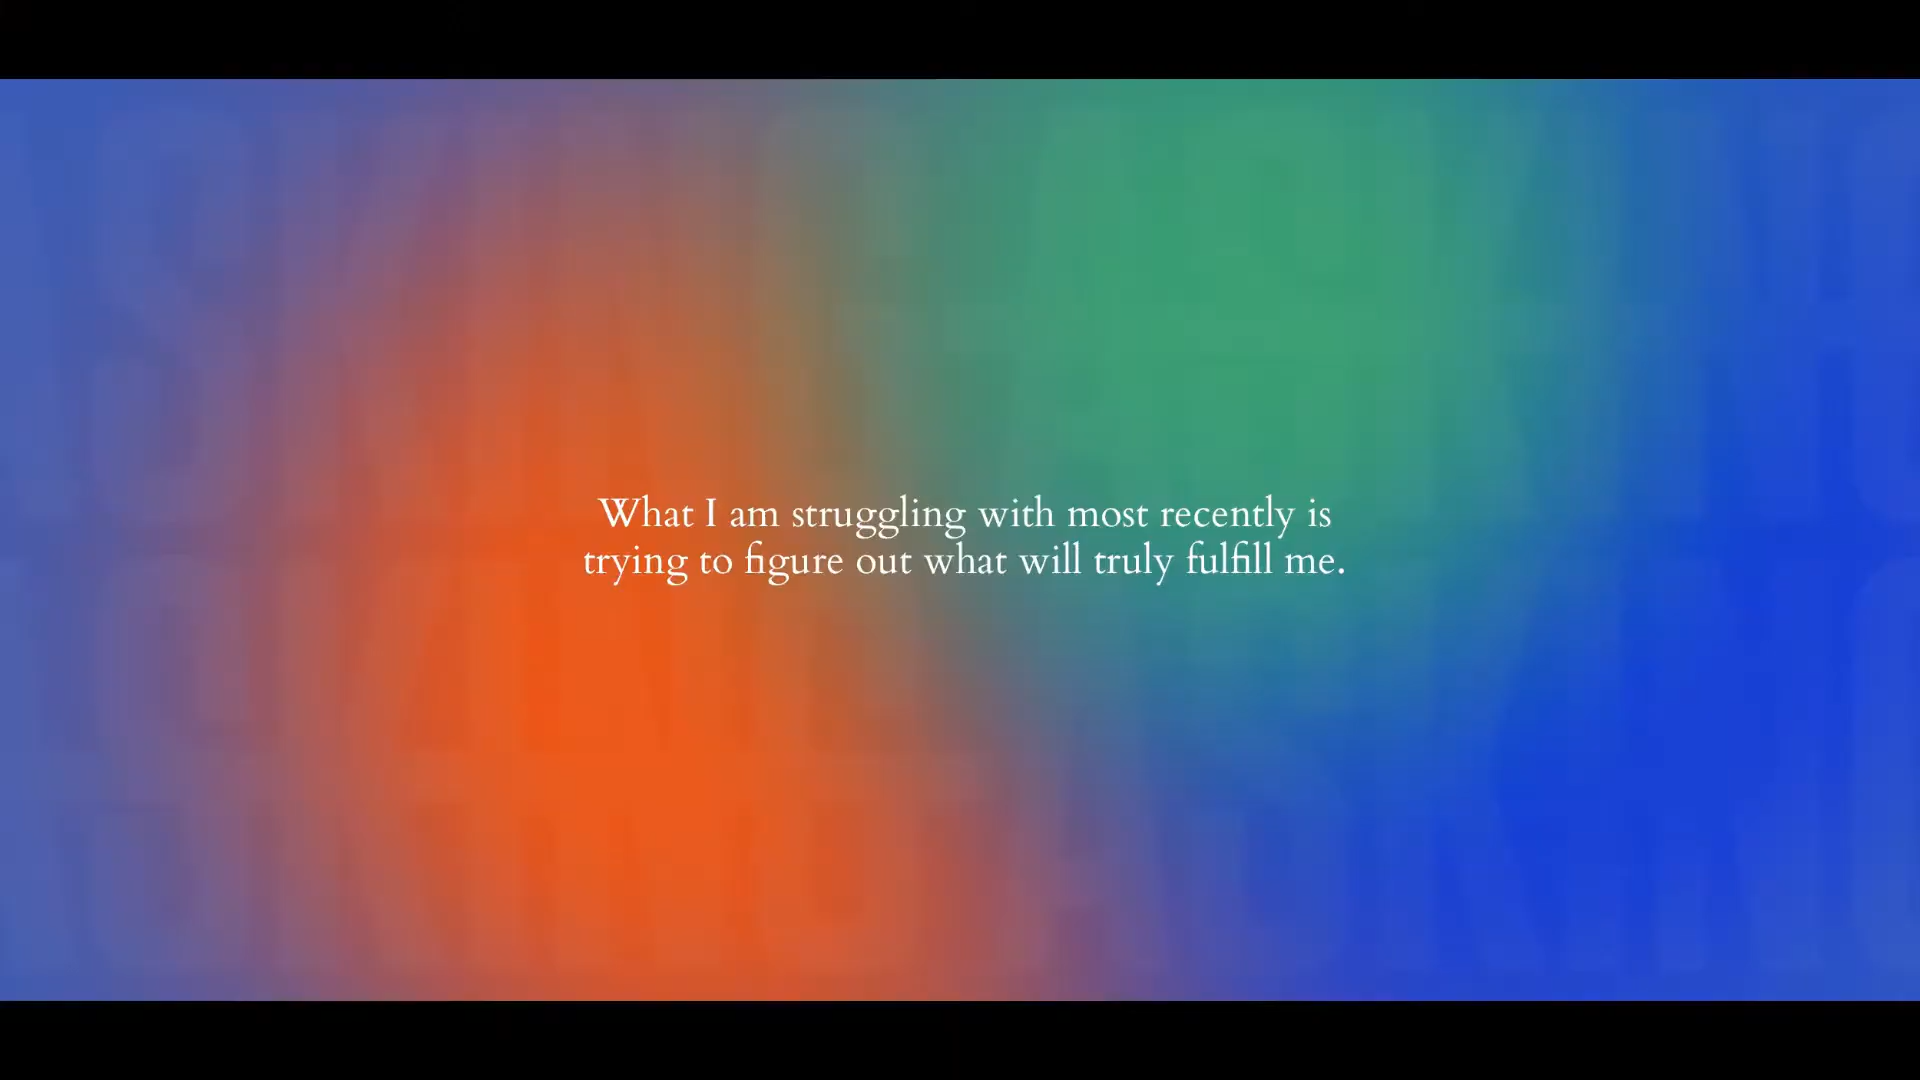 What I am struggling with most recently is
trying to figure out what will truly fulfill me.